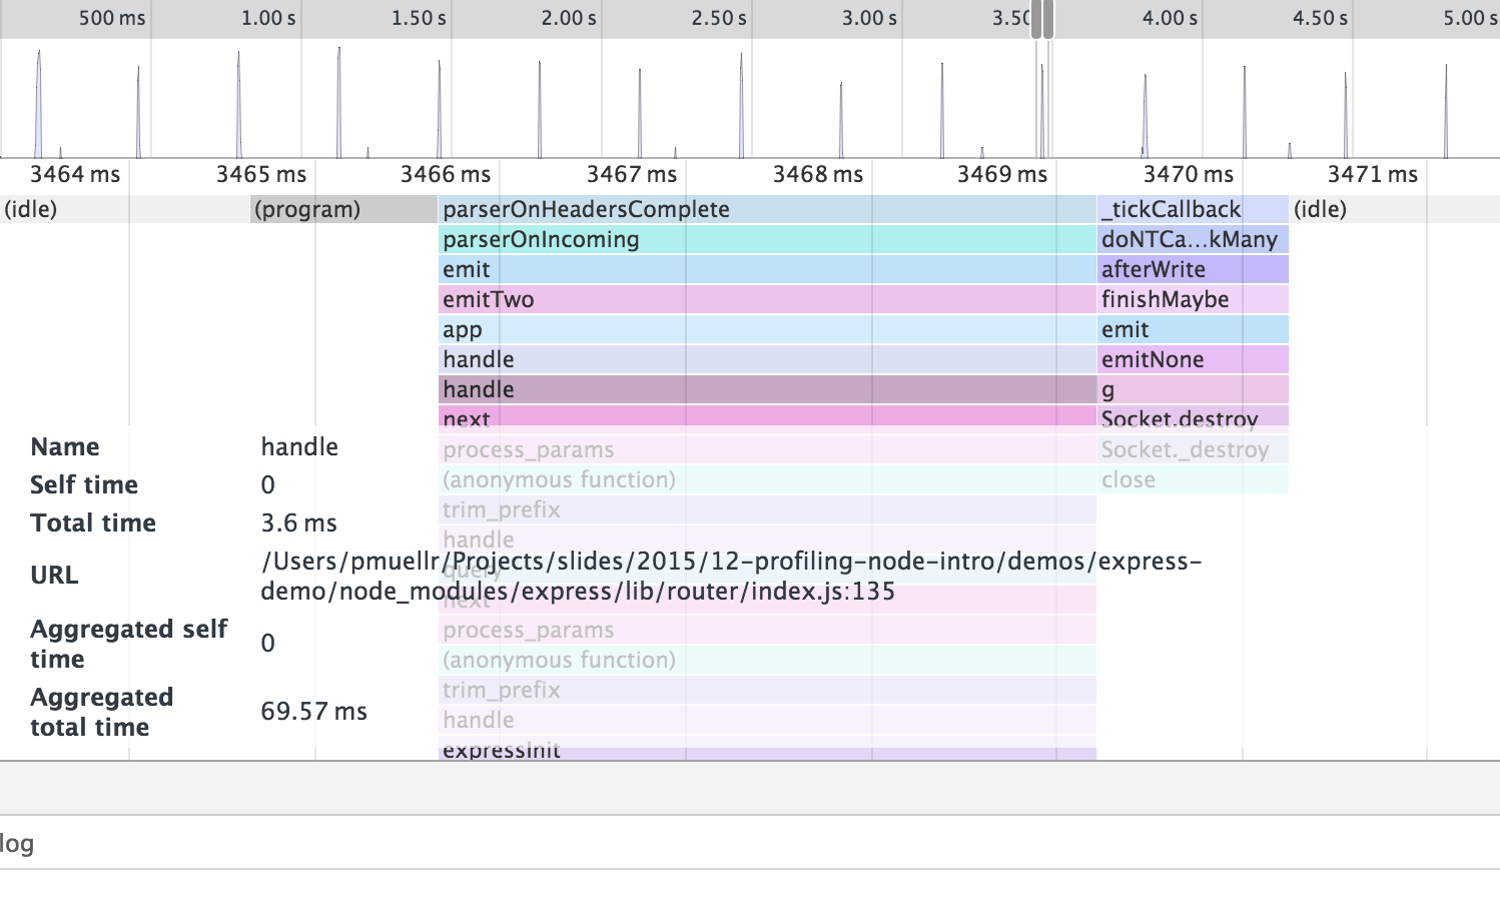 500 ms 1.00 s 1.50 s 2.00 s 2.50 s 3.00 s 3.50 4.00 s 4.50 s 5.00 s
3464 ms 3465 ms 3466 ms 3467 ms 3468 ms 3469 ms 3470 ms 3471 ms
(idle) (program) parserOnHeadersComplete _tickCallback (idle)
parserOnIncoming doNTCa...kMany
emit afterWrite
emitTwo finishMaybe
app emit
handle emitNone
handle g
next Socket.destroy
process_params Socket._destroy
(anonymous function) close
trim_prefix
handle
query
next
process_params
(anonymous function)
trim_prefix
handle
expressInit
Name handle
Self time 0
Total time 3.6 ms
URL /Users/pmuellr/Projects/slides/2015/12-profiling-node-intro/demos/express-
demo/node_modules/express/lib/router/index.js:135
Aggregated self
time 0
Aggregated
total time 69.57 ms
log